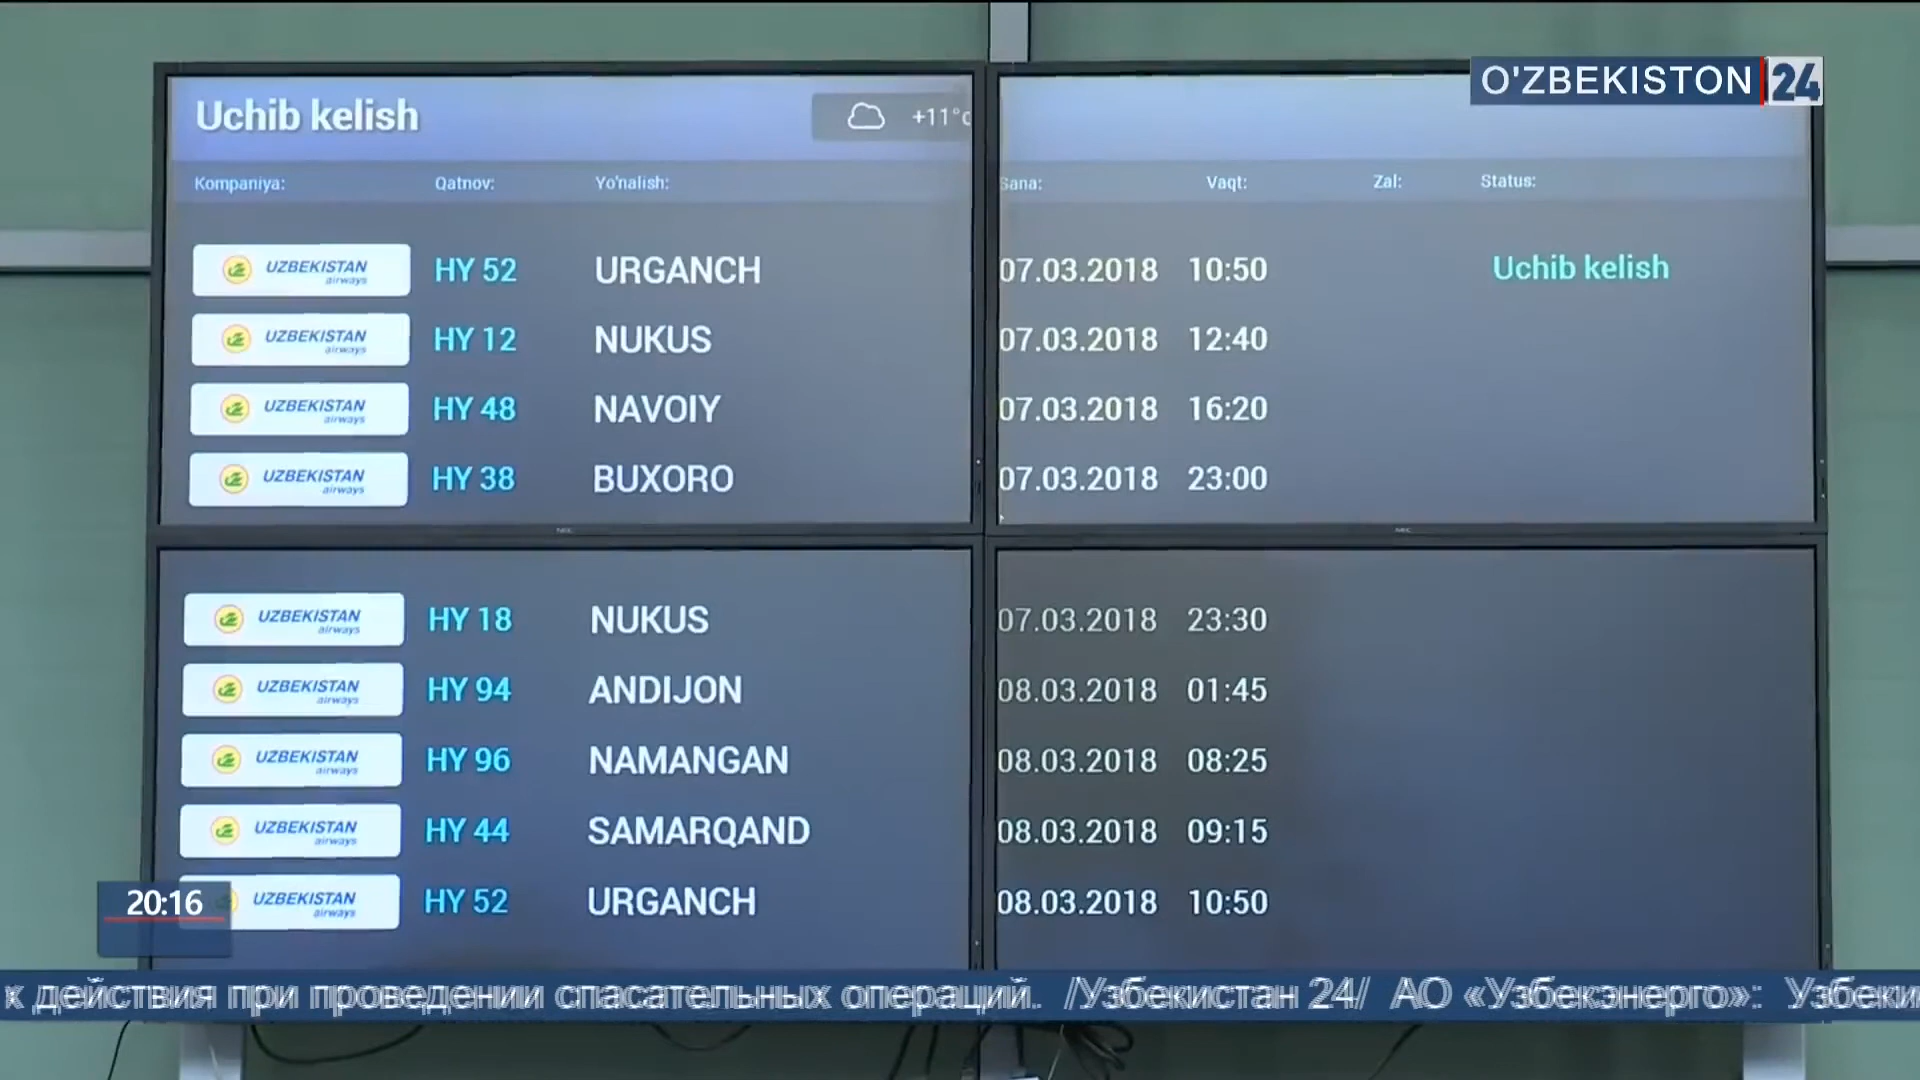 O'ZBEKISTON 24
Uchib kelish
+11°c
Kompaniya: Qatnov: Yo'nalish: Sana: Vaqt: Zal: Status:
UZBEKISTAN airways HY 52 URGANCH 07.03.2018 10:50 Uchib kelish
UZBEKISTAN airways HY 12 NUKUS 07.03.2018 12:40
UZBEKISTAN airways HY 48 NAVOIY 07.03.2018 16:20
UZBEKISTAN airways HY 38 BUXORO 07.03.2018 23:00
NEC NEC
UZBEKISTAN airways HY 18 NUKUS 07.03.2018 23:30
UZBEKISTAN airways HY 94 ANDIJON 08.03.2018 01:45
UZBEKISTAN airways HY 96 NAMANGAN 08.03.2018 08:25
UZBEKISTAN airways HY 44 SAMARQAND 08.03.2018 09:15
UZBEKISTAN airways HY 52 URGANCH 08.03.2018 10:50
20:16
к действия при проведении спасательных операций. /Узбекистан 24/ АО «Узбекэнерго»: Узбеки